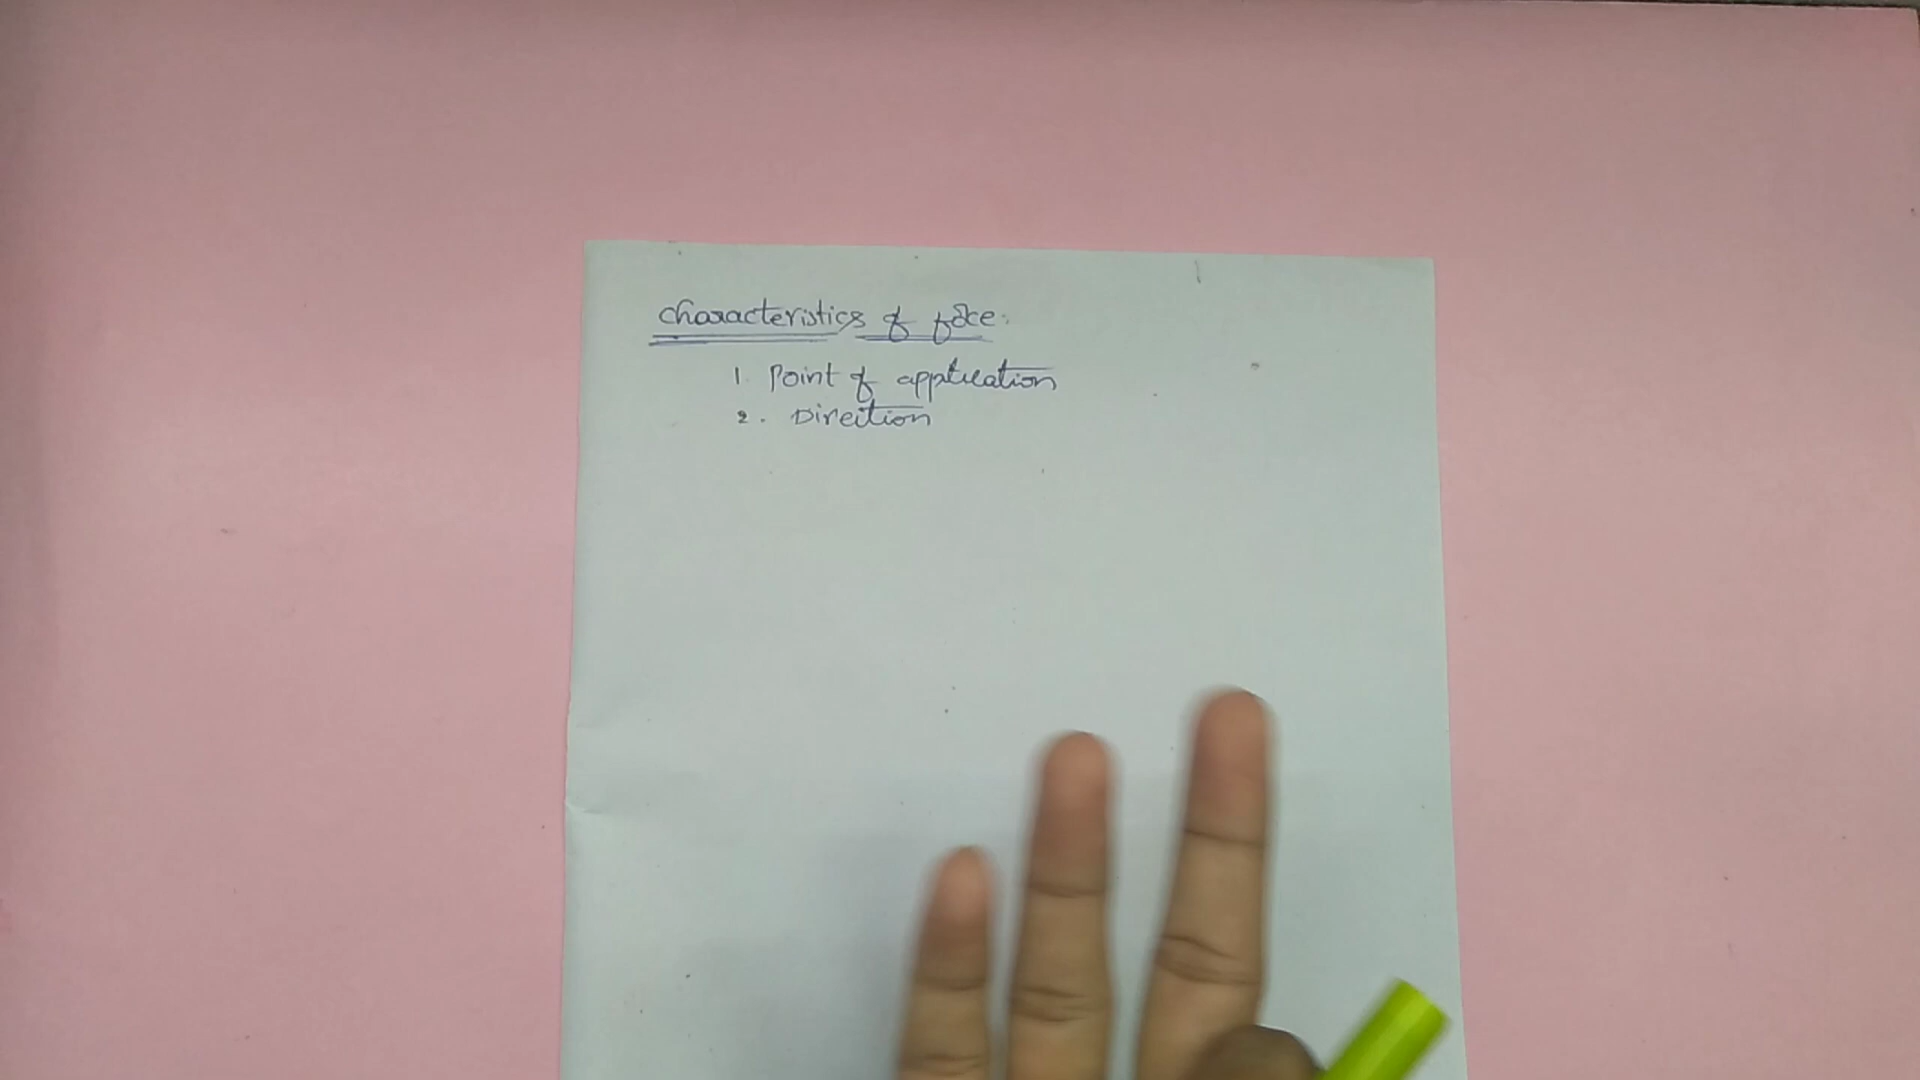 characteristics of force:
1. Point of application
2. Direction